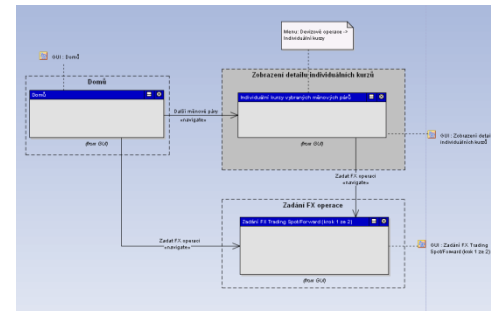 Menu: Devizové operace ->
Individuální kurzy
GUI : Domů
Domů
Domů
(from GUI)
Další měnové páry
«navigate»
Zobrazení detailu individuálních kurzů
Individuální kurzy vybraných měnových párů
(from GUI)
GUI : Zobrazení detai
individuálních kurzů
Zadat FX operaci
«navigate»
Zadat FX operaci
«navigate»
Zadání FX operace
Zadání FX Trading Spot/Forward (krok 1 ze 2)
(from GUI)
GUI : Zadání FX Trading
Spot/Forward (krok 1 ze 2)